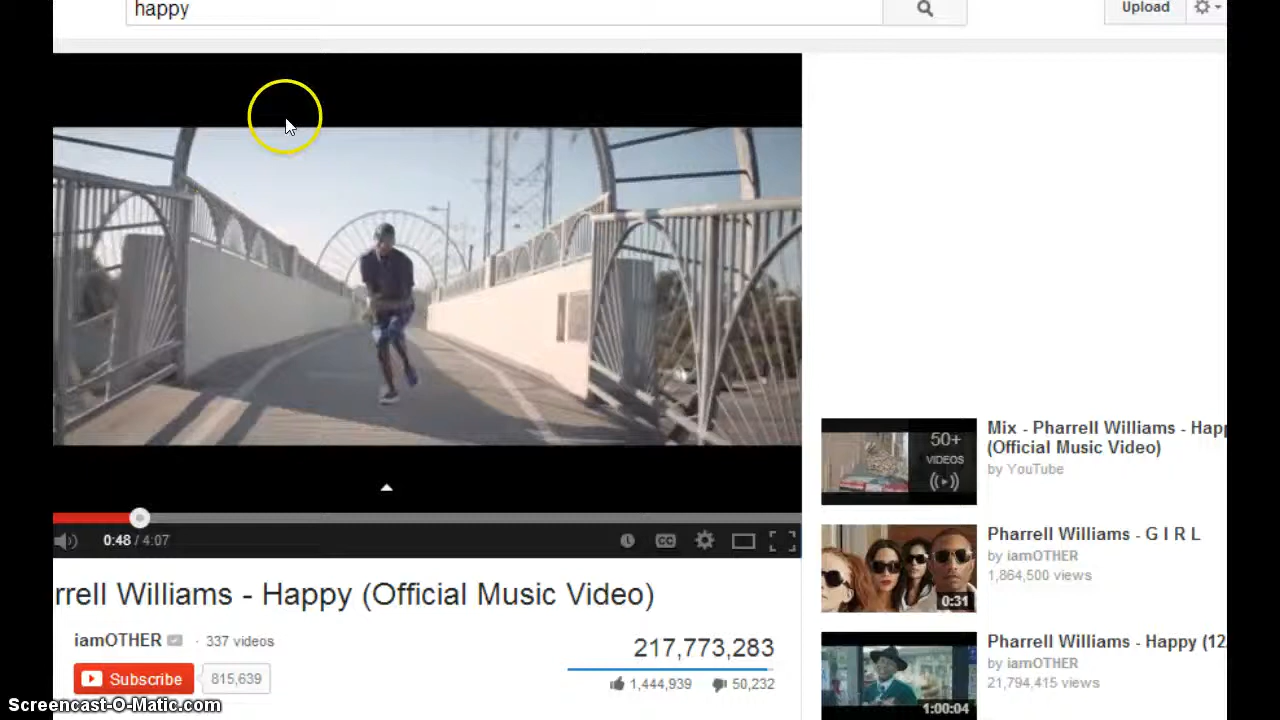 happy
Upload
50+
VIDEOS
Mix - Pharrell Williams - Happ
(Official Music Video)
by YouTube
CC
0:48 / 4:07
Pharrell Williams - G I R L
by iamOTHER
1,864,500 views
0:31
rrell Williams - Happy (Official Music Video)
iamOTHER · 337 videos
217,773,283
Subscribe 815,639
1,444,939 50,232
Pharrell Williams - Happy (12
by iamOTHER
21,794,415 views
1:00:04
Screencast-O-Matic.com